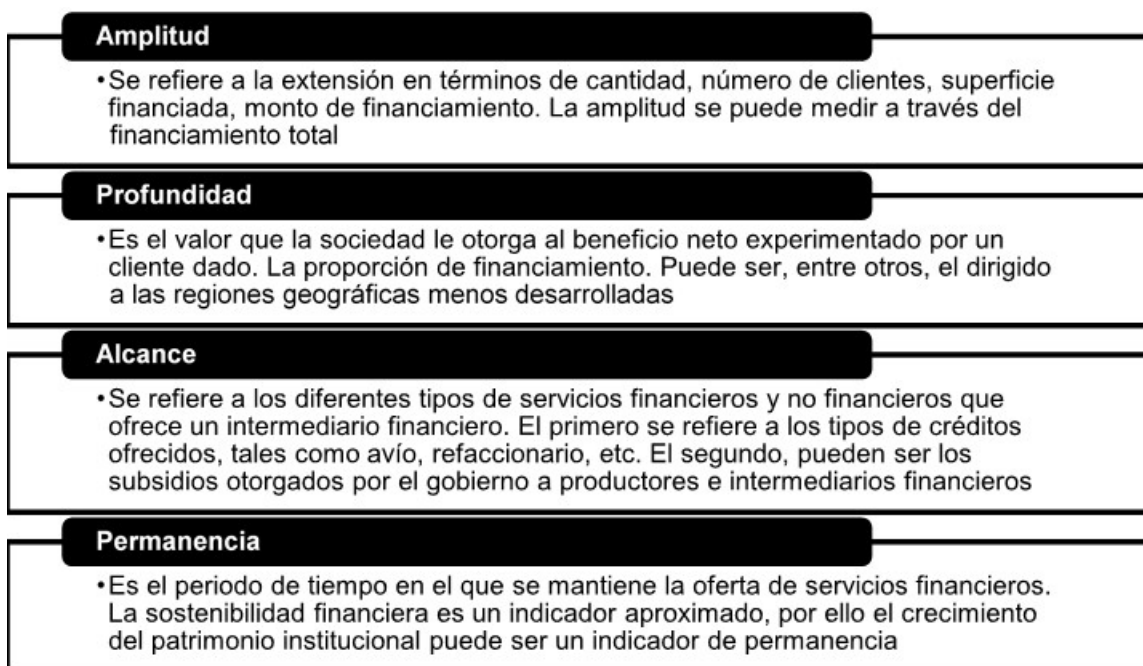 Amplitud
•Se refiere a la extensión en términos de cantidad, número de clientes, superficie
financiada, monto de financiamiento. La amplitud se puede medir a través del
financiamiento total
Profundidad
•Es el valor que la sociedad le otorga al beneficio neto experimentado por un
cliente dado. La proporción de financiamiento. Puede ser, entre otros, el dirigido
a las regiones geográficas menos desarrolladas
Alcance
•Se refiere a los diferentes tipos de servicios financieros y no financieros que
ofrece un intermediario financiero. El primero se refiere a los tipos de créditos
ofrecidos, tales como avío, refaccionario, etc. El segundo, pueden ser los
subsidios otorgados por el gobierno a productores e intermediarios financieros
Permanencia
•Es el periodo de tiempo en el que se mantiene la oferta de servicios financieros.
La sostenibilidad financiera es un indicador aproximado, por ello el crecimiento
del patrimonio institucional puede ser un indicador de permanencia